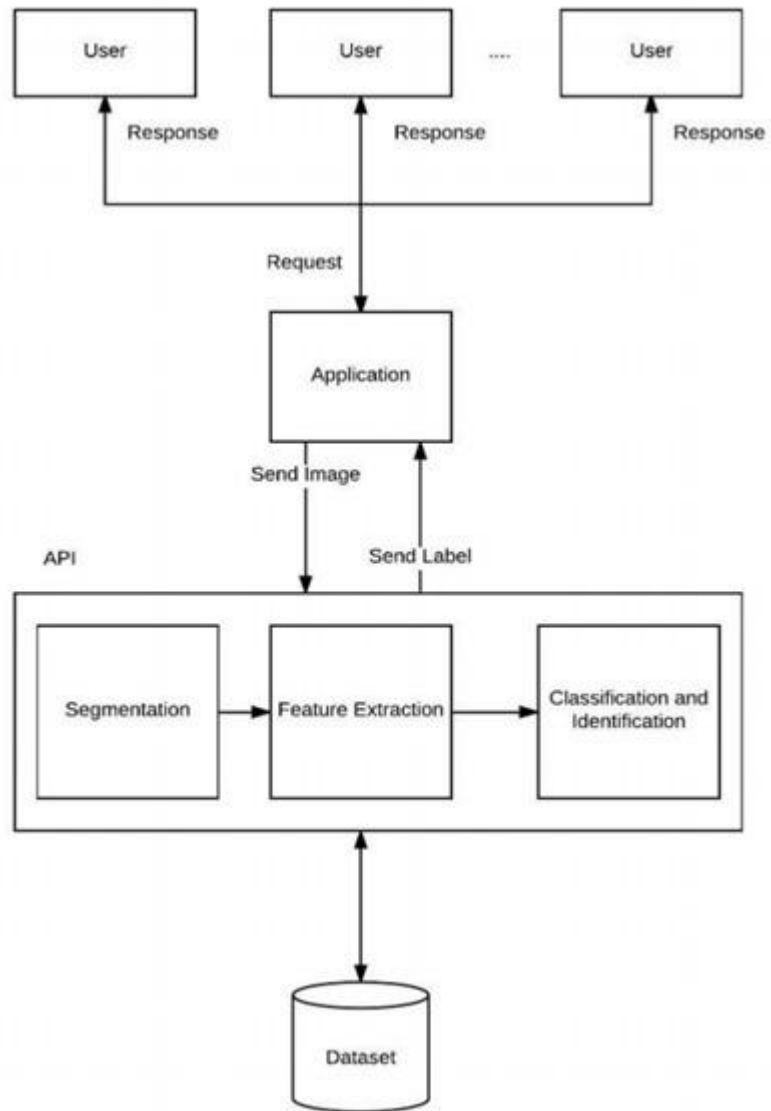 User
User
....
User
Response
Response
Response
Request
Application
Send Image
API
Send Label
Segmentation
Feature Extraction
Classification and
Identification
Dataset